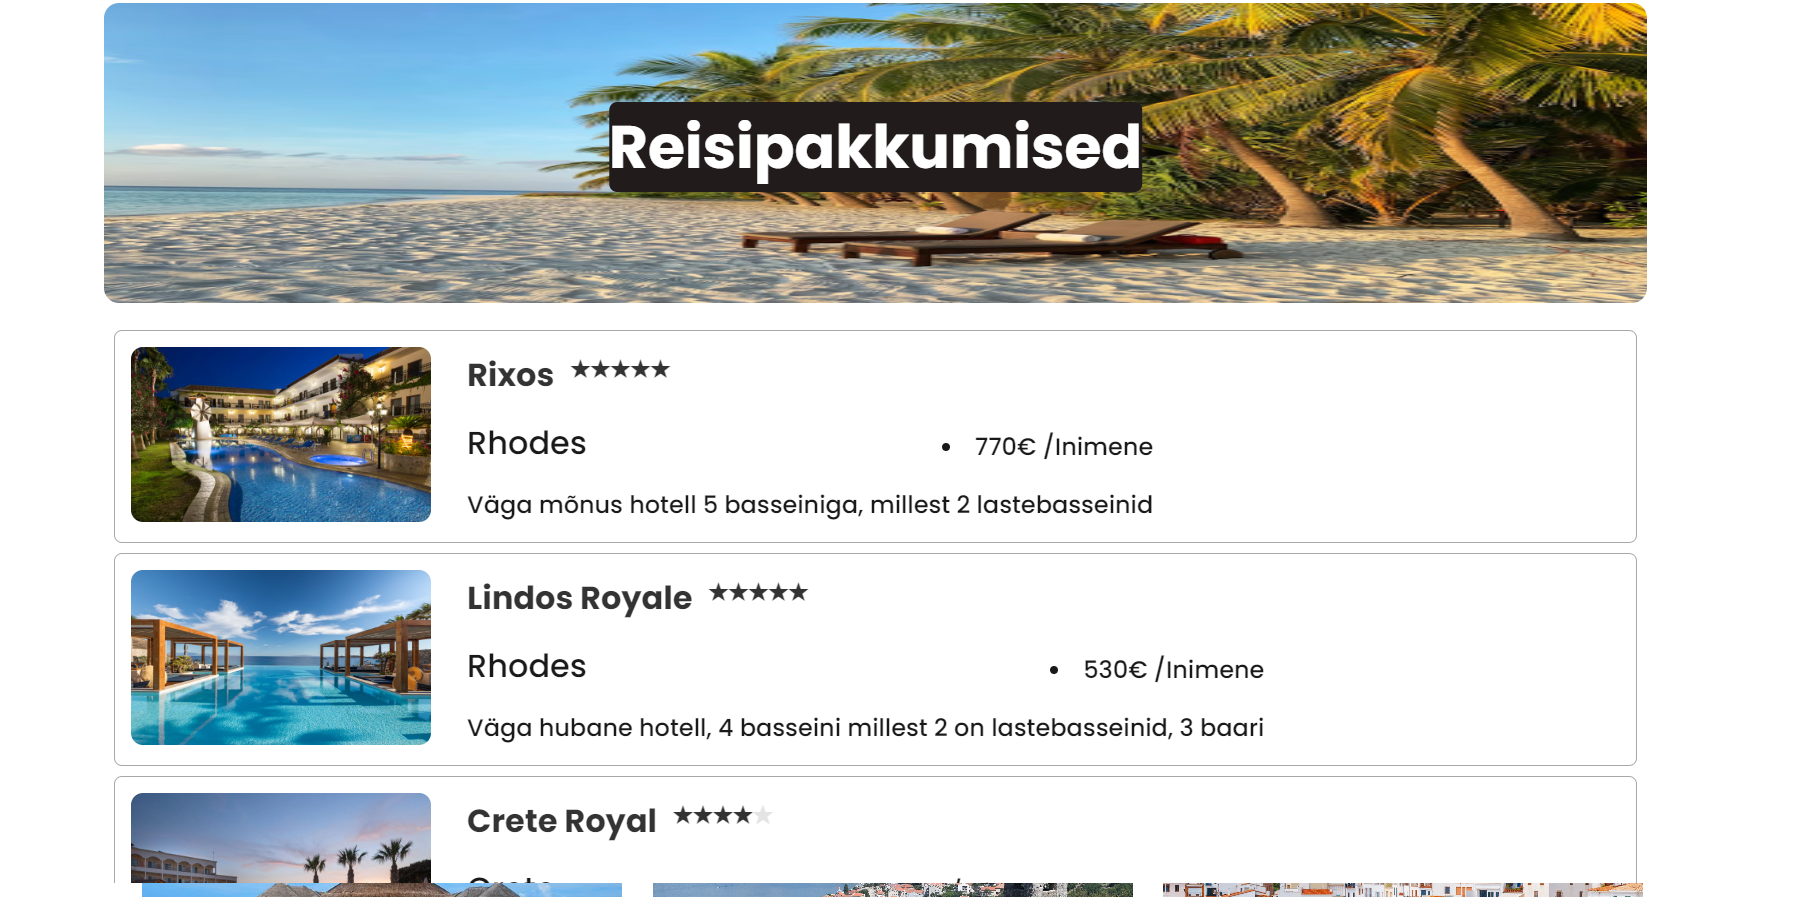 Reisipakkumised
Rixos ★★★★★
Rhodes
• 770€ /Inimene
Väga mõnus hotell 5 basseiniga, millest 2 lastebasseinid
Lindos Royale ★★★★★
Rhodes
• 530€ /Inimene
Väga hubane hotell, 4 basseini millest 2 on lastebasseinid, 3 baari
Crete Royal ★★★★★
Crete